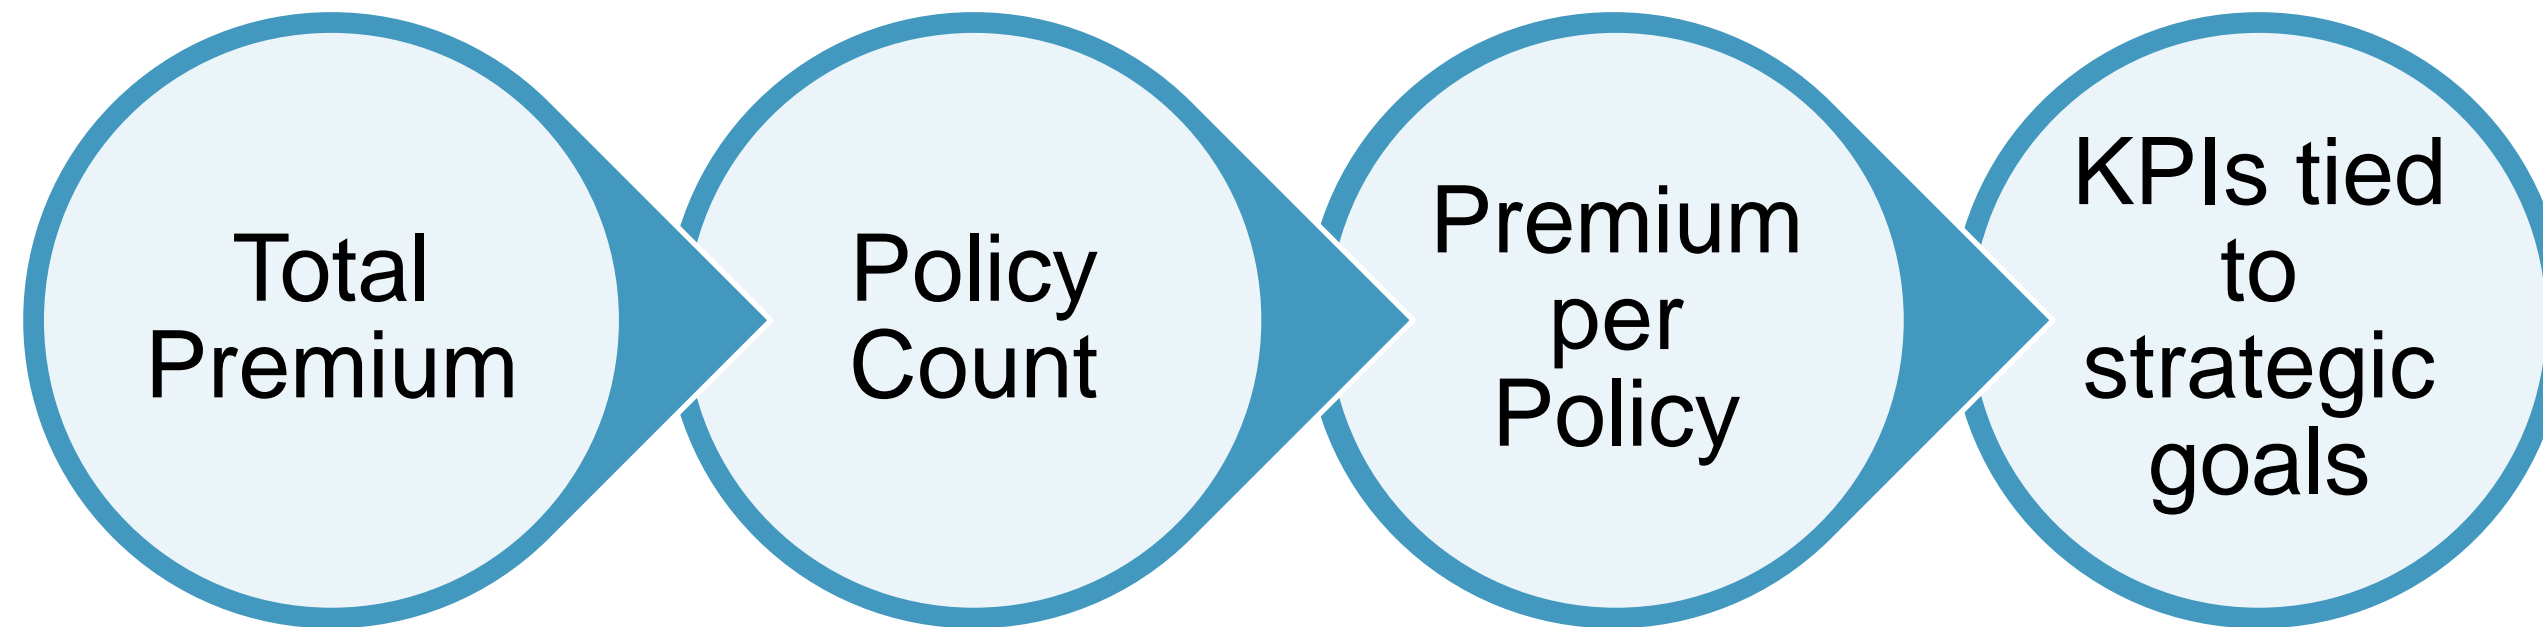 Total
Premium
Policy
Count
Premium
per
Policy
KPIs tied
to
strategic
goals